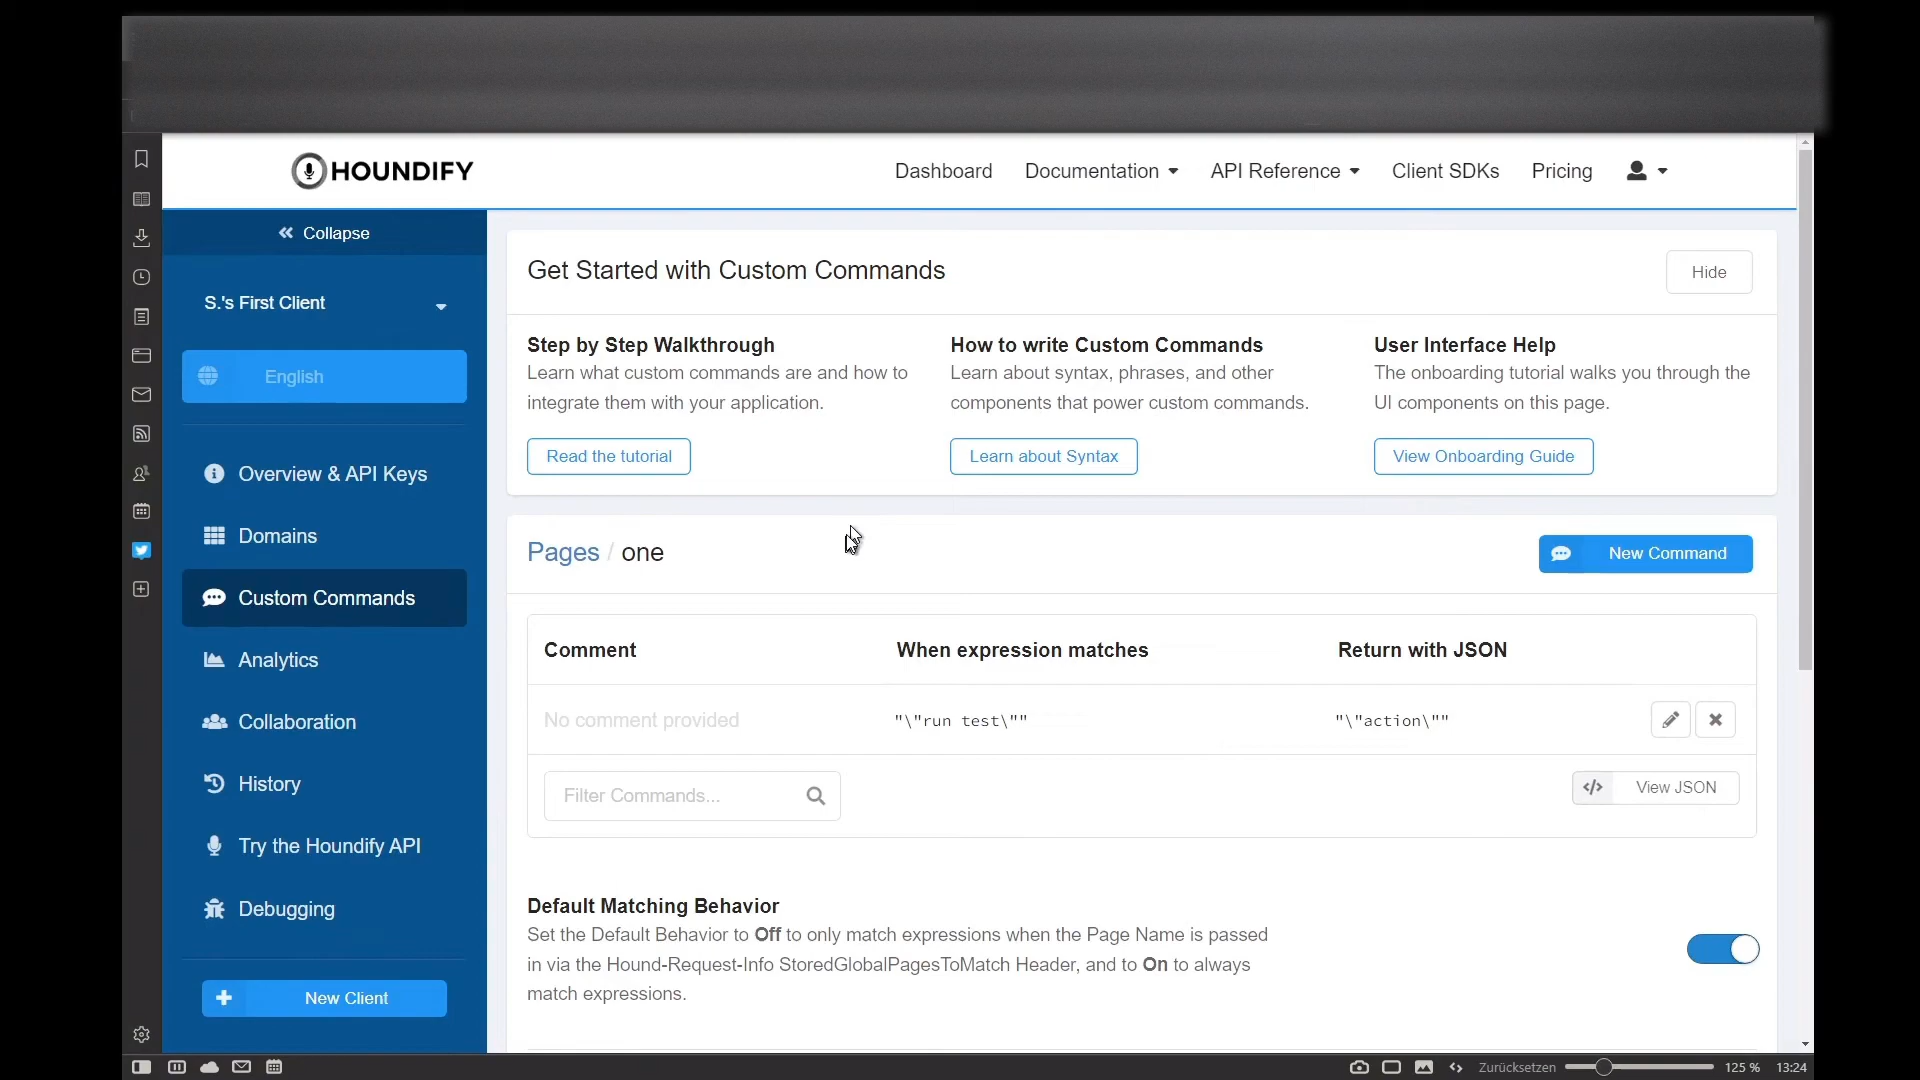 HOUNDIFY
Dashboard
Documentation
API Reference
Client SDKs
Pricing
Collapse
S.'s First Client
English
Overview & API Keys
Domains
Custom Commands
Analytics
Collaboration
History
Try the Houndify API
Debugging
New Client
Get Started with Custom Commands
Hide
Step by Step Walkthrough
Learn what custom commands are and how to
integrate them with your application.
Read the tutorial
How to write Custom Commands
Learn about syntax, phrases, and other
components that power custom commands.
Learn about Syntax
User Interface Help
The onboarding tutorial walks you through the
UI components on this page.
View Onboarding Guide
Pages / one
New Command
Comment
When expression matches
Return with JSON
No comment provided
"\"run test\""
"\"action\""
Filter Commands...
View JSON
Default Matching Behavior
Set the Default Behavior to Off to only match expressions when the Page Name is passed
in via the Hound-Request-Info StoredGlobalPagesToMatch Header, and to On to always
match expressions.
Zurücksetzen
125 %
13:24